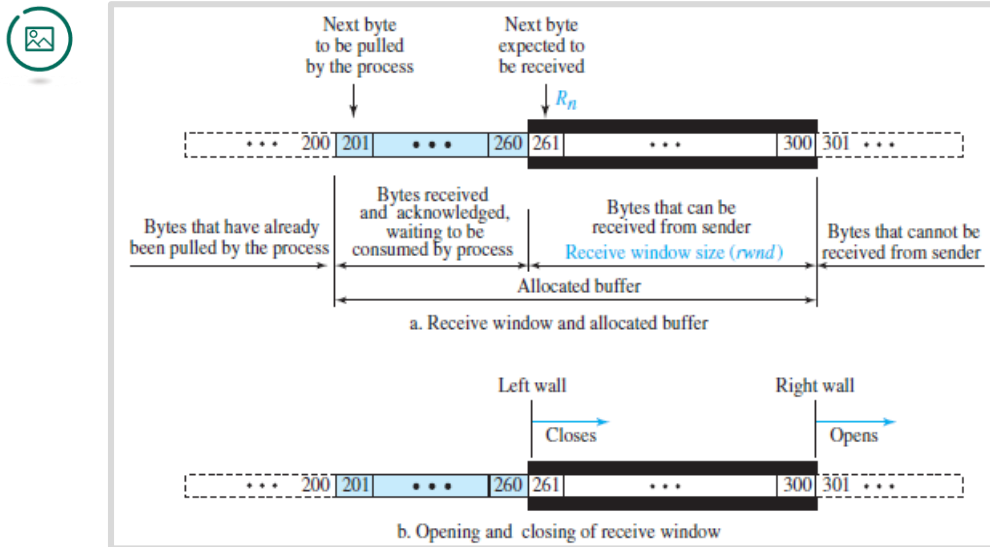 Next byte
to be pulled
by the process
Next byte
expected to
be received
Rn
• • • 200 201 • • • 260 261 • • • 300 301 • • •
Bytes that have already
been pulled by the process
Bytes received
and acknowledged,
waiting to be
consumed by process
Bytes that can be
received from sender
Receive window size (rwnd)
Bytes that cannot be
received from sender
Allocated buffer
a. Receive window and allocated buffer
Left wall
Right wall
Closes
Opens
• • • 200 201 • • • 260 261 • • • 300 301 • • •
b. Opening and closing of receive window